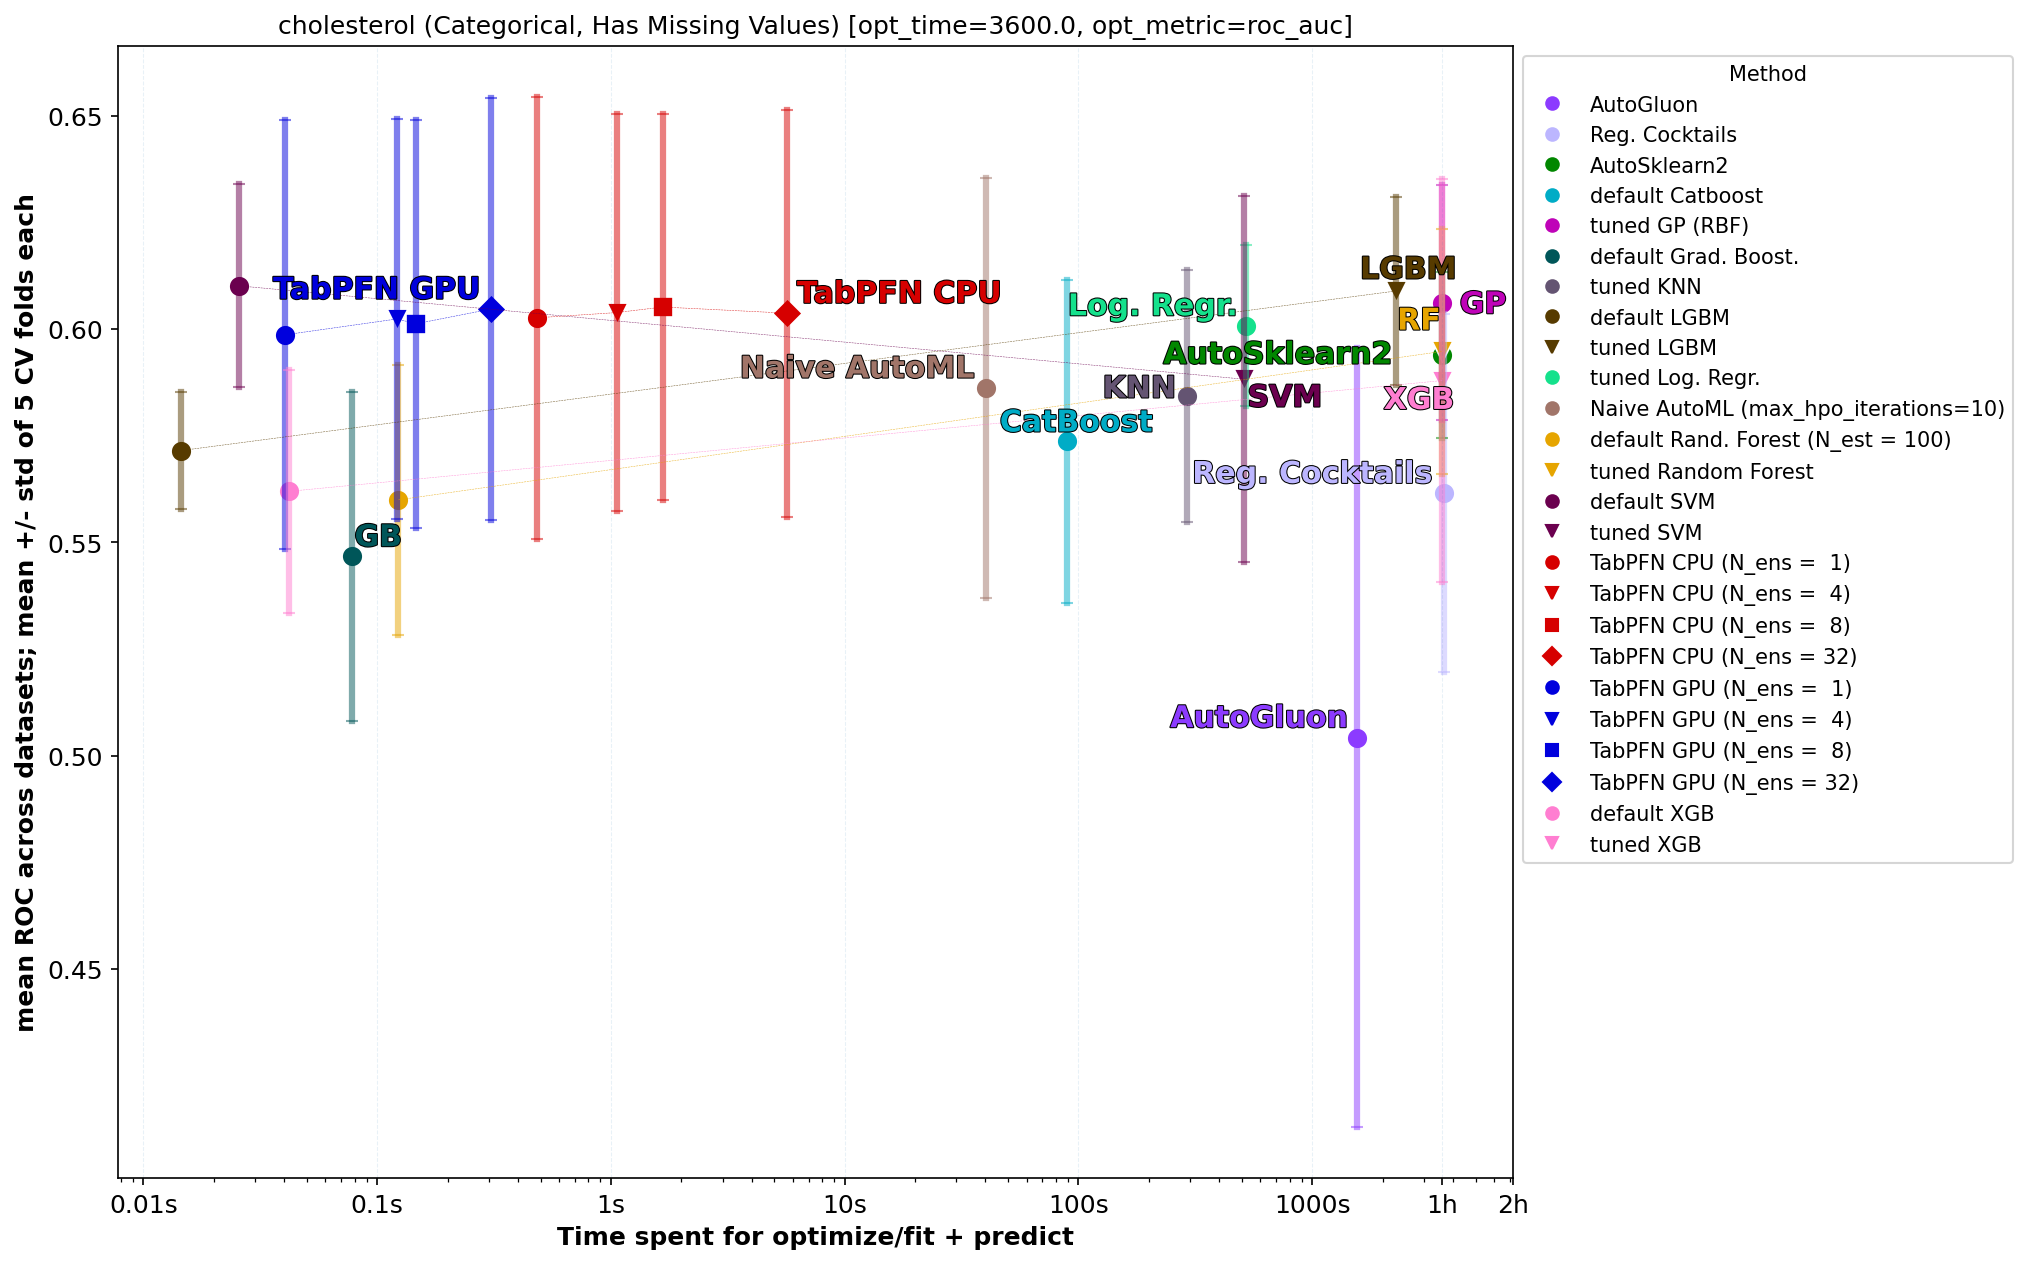 cholesterol (Categorical, Has Missing Values) [opt_time=3600.0, opt_metric=roc_auc]
mean ROC across datasets; mean +/- std of 5 CV folds each
0.65
0.60
0.55
0.50
0.45
TabPFN GPU
TabPFN CPU
LGBM
GP
Log. Regr.
RF
AutoSklearn2
Naive AutoML
KNN
SVM
XGB
CatBoost
Reg. Cocktails
GB
AutoGluon
0.01s
0.1s
1s
10s
100s
1000s
1h
2h
Time spent for optimize/fit + predict
Method
AutoGluon
Reg. Cocktails
AutoSklearn2
default Catboost
tuned GP (RBF)
default Grad. Boost.
tuned KNN
default LGBM
tuned LGBM
tuned Log. Regr.
Naive AutoML (max_hpo_iterations=10)
default Rand. Forest (N_est = 100)
tuned Random Forest
default SVM
tuned SVM
TabPFN CPU (N_ens =  1)
TabPFN CPU (N_ens =  4)
TabPFN CPU (N_ens =  8)
TabPFN CPU (N_ens = 32)
TabPFN GPU (N_ens =  1)
TabPFN GPU (N_ens =  4)
TabPFN GPU (N_ens =  8)
TabPFN GPU (N_ens = 32)
default XGB
tuned XGB